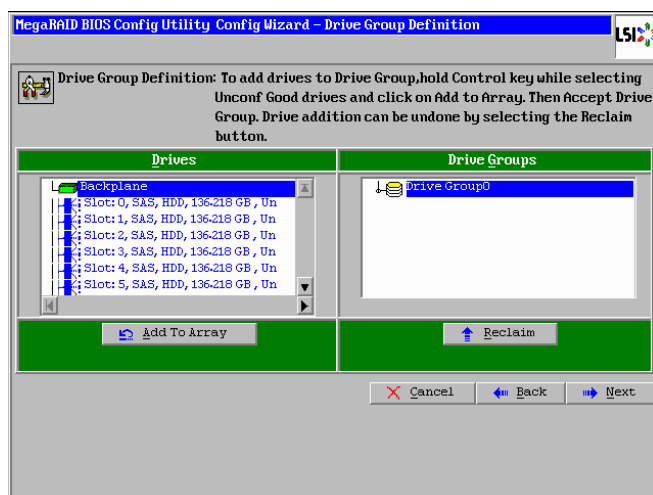 MegaRAID BIOS Config Utility Config Wizard – Drive Group Definition
LSI
Drive Group Definition: To add drives to Drive Group,hold Control key while selecting
Unconf Good drives and click on Add to Array. Then Accept Drive
Group. Drive addition can be undone by selecting the Reclaim
button.
Drives
Drive Groups
Backplane
Slot: 0, SAS, HDD, 136.218 GB , Un
Slot: 1, SAS, HDD, 136.218 GB , Un
Slot: 2, SAS, HDD, 136.218 GB , Un
Slot: 3, SAS, HDD, 136.218 GB , Un
Slot: 4, SAS, HDD, 136.218 GB , Un
Slot: 5, SAS, HDD, 136.218 GB , Un
Drive Group0
Add To Array
Reclaim
Cancel
Back
Next